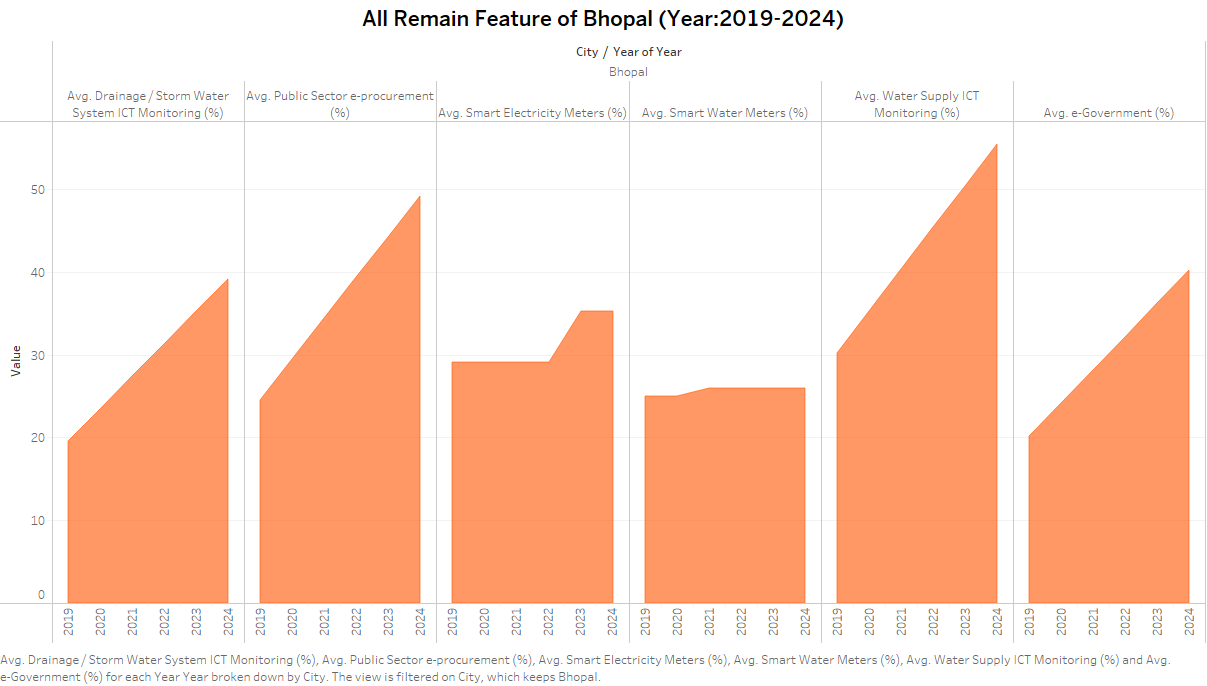 All Remain Feature of Bhopal (Year:2019-2024)
City / Year of Year
Bhopal
Avg. Drainage / Storm Water
System ICT Monitoring (%)
Avg. Public Sector e-procurement
(%)
Avg. Smart Electricity Meters (%)
Avg. Smart Water Meters (%)
Avg. Water Supply ICT
Monitoring (%)
Avg. e-Government (%)
Value
50
40
30
20
10
0
2019 2020 2021 2022 2023 2024
2019 2020 2021 2022 2023 2024
2019 2020 2021 2022 2023 2024
2019 2020 2021 2022 2023 2024
2019 2020 2021 2022 2023 2024
2019 2020 2021 2022 2023 2024
Avg. Drainage / Storm Water System ICT Monitoring (%), Avg. Public Sector e-procurement (%), Avg. Smart Electricity Meters (%), Avg. Smart Water Meters (%), Avg. Water Supply ICT Monitoring (%) and Avg.
e-Government (%) for each Year Year broken down by City. The view is filtered on City, which keeps Bhopal.